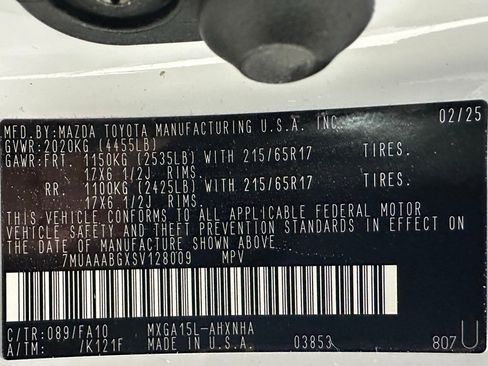 MFD.BY:MAZDA TOYOTA MANUFACTURING U.S.A. INC. 02/25
GVWR:2020KG (4455LB)
GAWR:FRT. 1150KG (2535LB) WITH 215/65R17 TIRES.
17X6 1/2J RIMS.
RR. 1100KG (2425LB) WITH 215/65R17 TIRES.
17X6 1/2J RIMS.
THIS VEHICLE CONFORMS TO ALL APPLICABLE FEDERAL MOTOR
VEHICLE SAFETY AND THEFT PREVENTION STANDARDS IN EFFECT ON
THE DATE OF MANUFACTURE SHOWN ABOVE.
7MUAAABGXSV128009 MPV
C/TR:089/FA10 MXGA15L-AHXNHA
A/TM: /K121F MADE IN U.S.A. 03853 807U